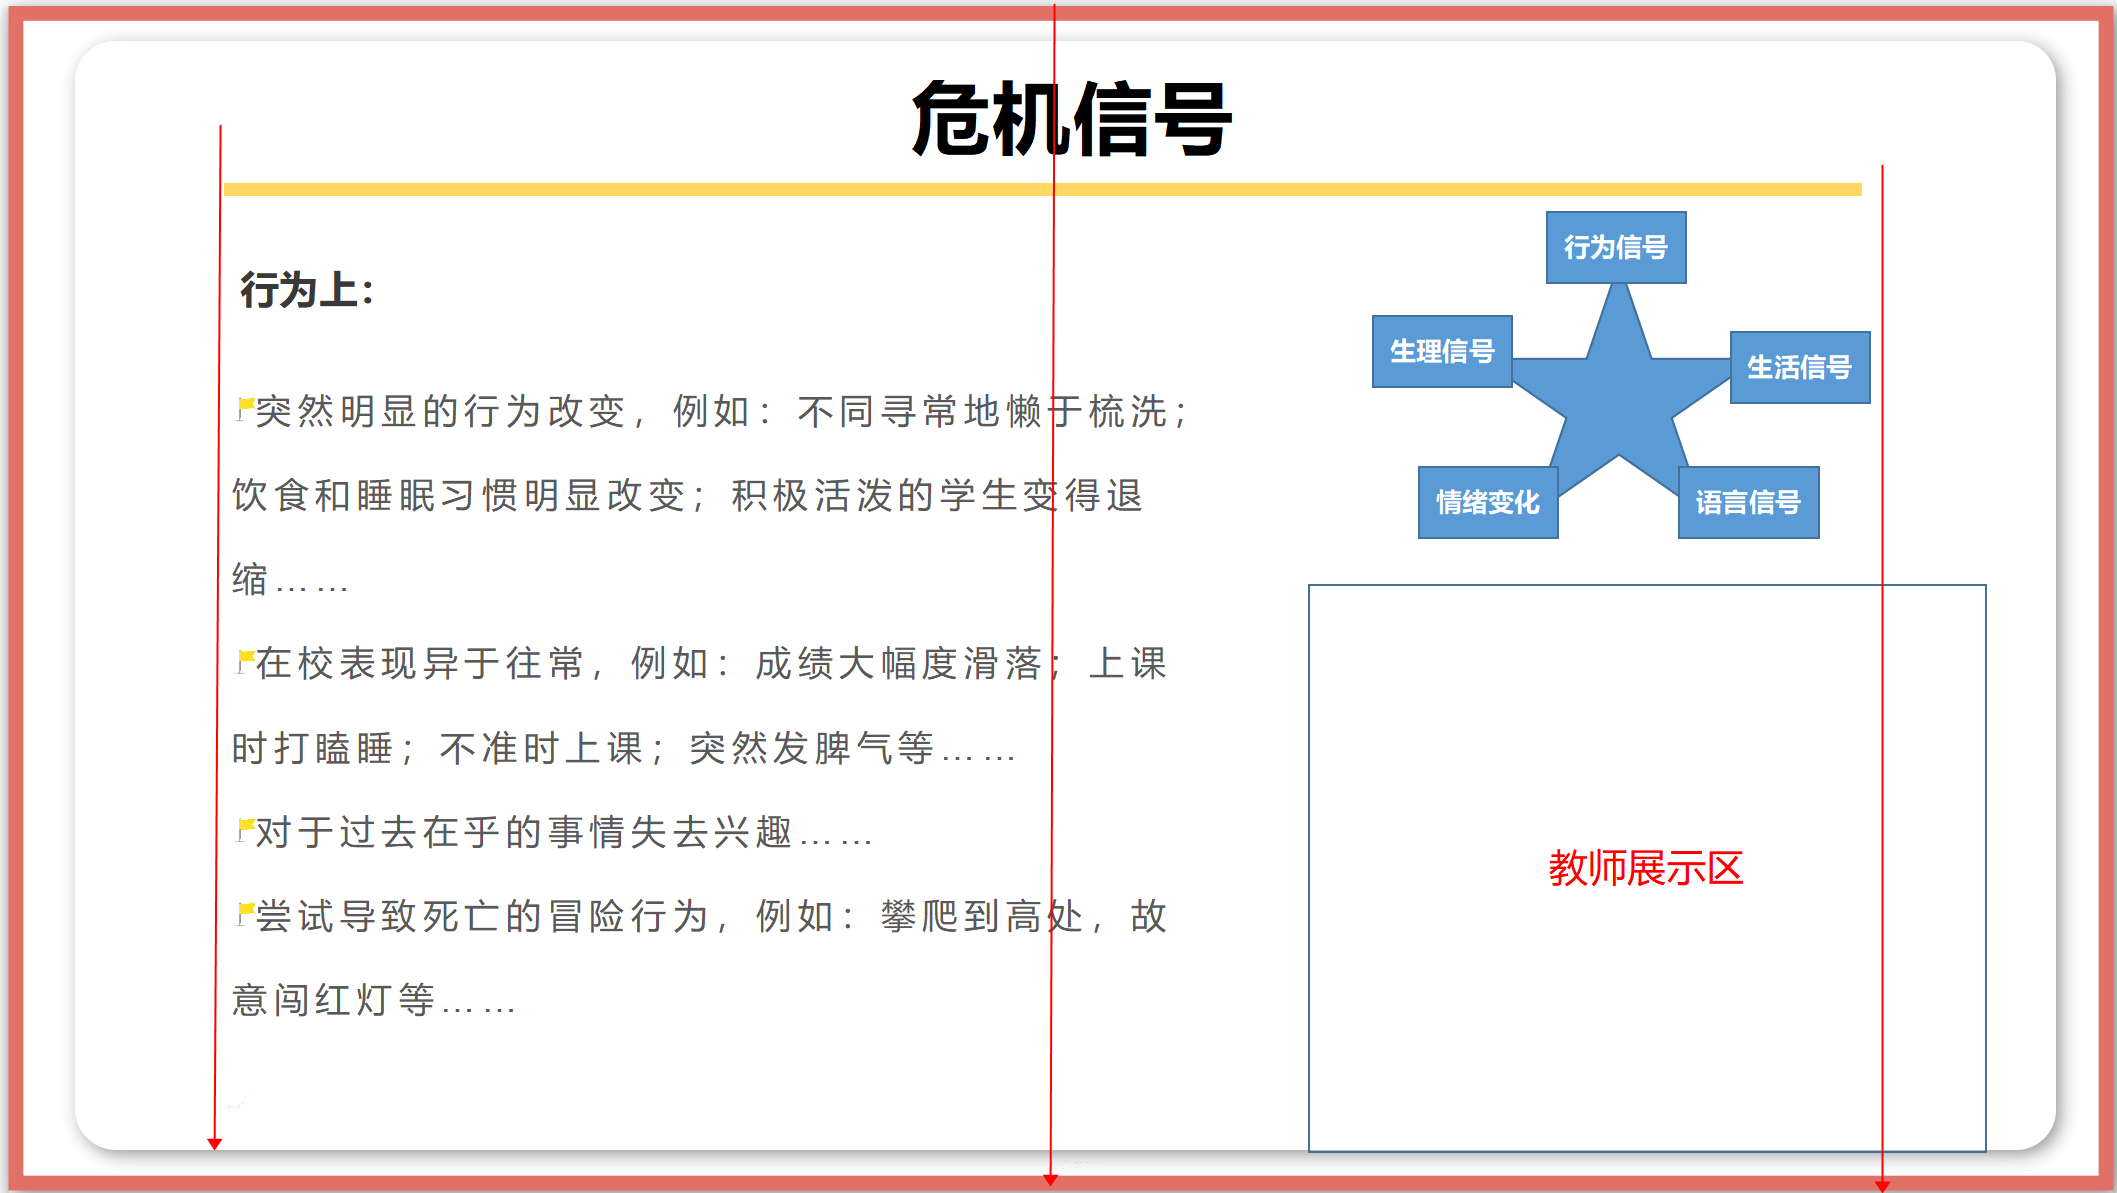 危机信号
行为上：
突然明显的行为改变，例如：不同寻常地懒于梳洗；
饮食和睡眠习惯明显改变；积极活泼的学生变得退
缩……
在校表现异于往常，例如：成绩大幅度滑落；上课
时打瞌睡；不准时上课；突然发脾气等……
对于过去在乎的事情失去兴趣……
尝试导致死亡的冒险行为，例如：攀爬到高处，故
意闯红灯等……
行为信号
生理信号
生活信号
情绪变化
语言信号
教师展示区